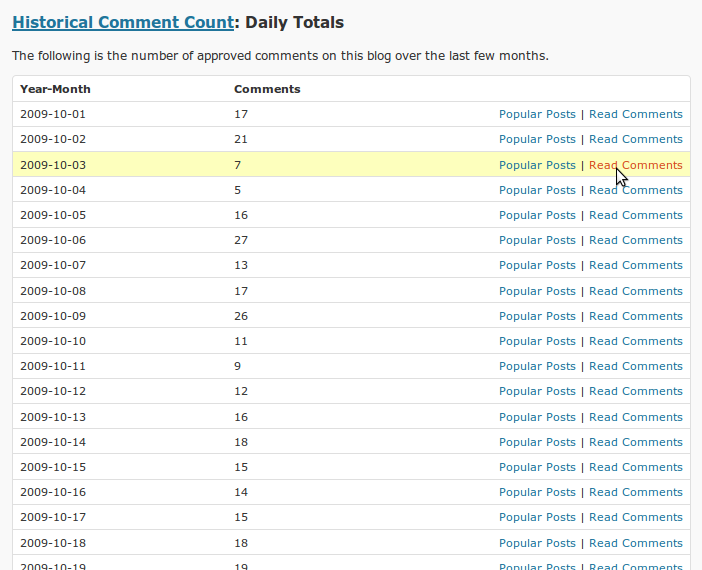 Historical Comment Count: Daily Totals
The following is the number of approved comments on this blog over the last few months.
Year-Month Comments
2009-10-01 17 Popular Posts | Read Comments
2009-10-02 21 Popular Posts | Read Comments
2009-10-03 7 Popular Posts | Read Comments
2009-10-04 5 Popular Posts | Read Comments
2009-10-05 16 Popular Posts | Read Comments
2009-10-06 27 Popular Posts | Read Comments
2009-10-07 13 Popular Posts | Read Comments
2009-10-08 17 Popular Posts | Read Comments
2009-10-09 26 Popular Posts | Read Comments
2009-10-10 11 Popular Posts | Read Comments
2009-10-11 9 Popular Posts | Read Comments
2009-10-12 12 Popular Posts | Read Comments
2009-10-13 16 Popular Posts | Read Comments
2009-10-14 18 Popular Posts | Read Comments
2009-10-15 15 Popular Posts | Read Comments
2009-10-16 14 Popular Posts | Read Comments
2009-10-17 15 Popular Posts | Read Comments
2009-10-18 18 Popular Posts | Read Comments
2009-10-19 19 Popular Posts | Read Comments